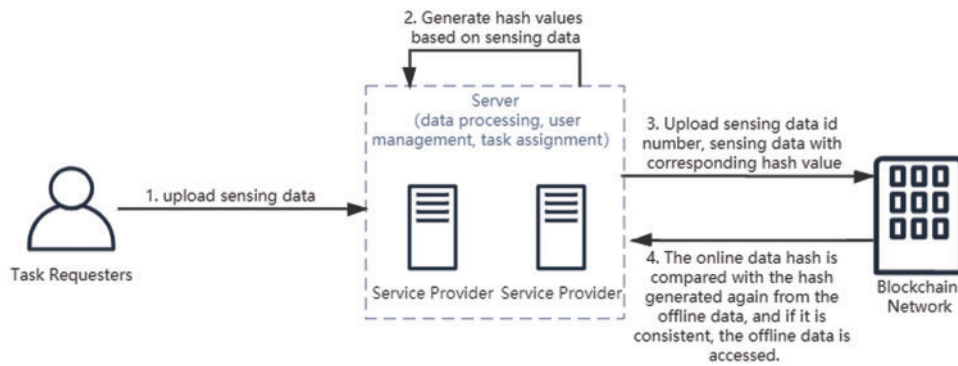 2. Generate hash values
based on sensing data
Server
(data processing, user
management, task assignment)
3. Upload sensing data id
number, sensing data with
corresponding hash value
1. upload sensing data
Task Requesters
Service Provider
Service Provider
4. The online data hash is
compared with the hash
generated again from the
offline data, and if it is
consistent, the offline data is
accessed.
Blockchain
Network